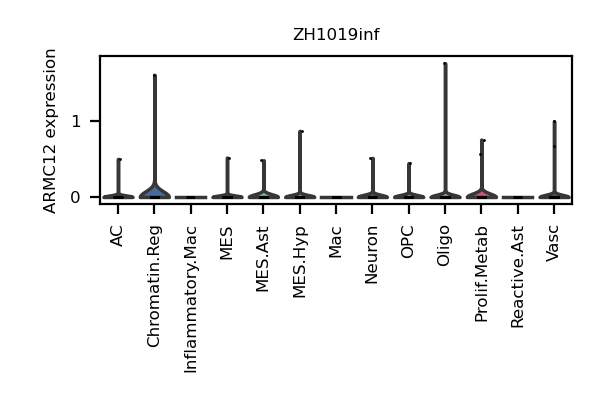 ZH1019inf
ARMC12 expression
1
0
AC
Chromatin.Reg
Inflammatory.Mac
MES
MES.Ast
MES.Hyp
Mac
Neuron
OPC
Oligo
Prolif.Metab
Reactive.Ast
Vasc